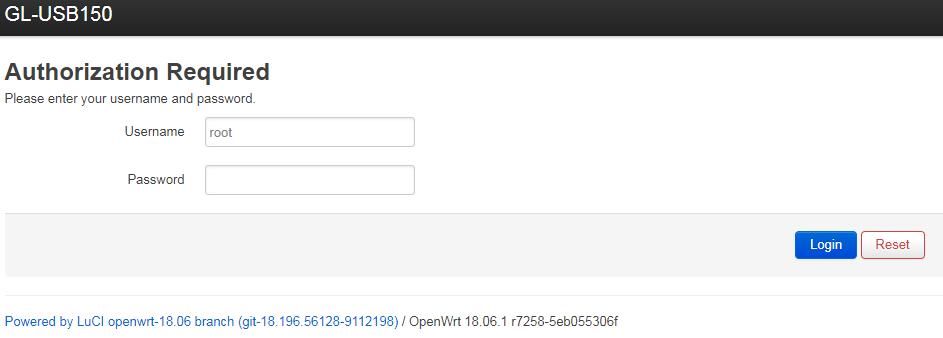 GL-USB150
Authorization Required
Please enter your username and password.
Username root
Password
Login Reset
Powered by LuCI openwrt-18.06 branch (git-18.196.56128-9112198) / OpenWrt 18.06.1 r7258-5eb055306f